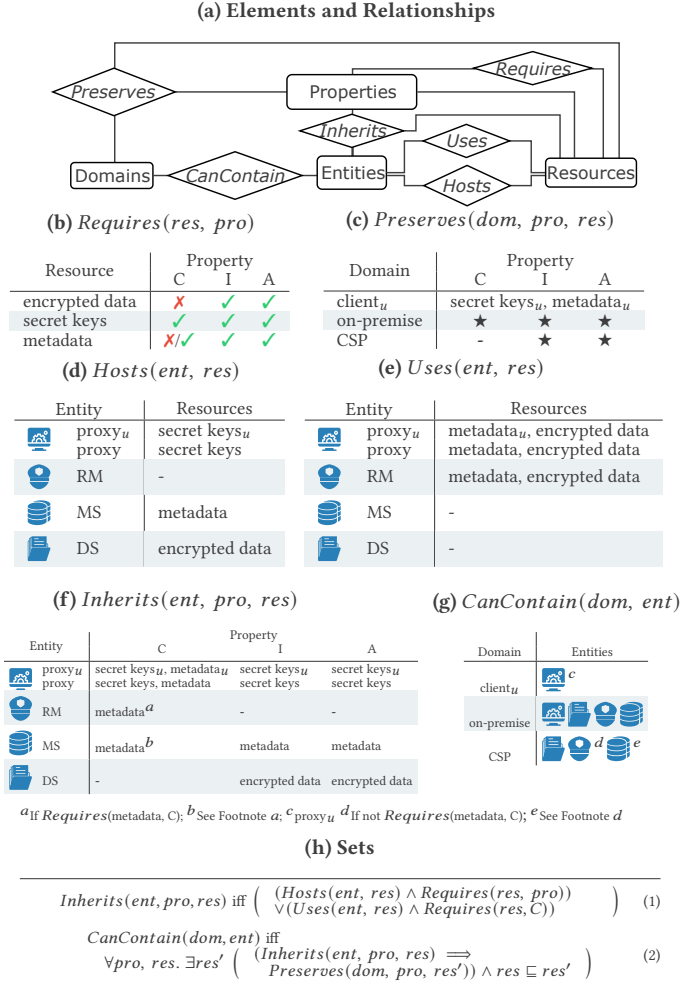 (a) Elements and Relationships
Requires
Preserves
Properties
Inherits
Uses
Domains
CanContain
Entities
Hosts
Resources
(b) Requires(res, pro)
(c) Preserves(dom, pro, res)
Resource Property
C I A
encrypted data ✗ ✓ ✓
secret keys ✓ ✓ ✓
metadata ✗/✓ ✓ ✓
Domain Property
C I A
clientᵤ secret keysᵤ, metadataᵤ
on-premise ★ ★ ★
CSP - ★ ★
(d) Hosts(ent, res)
(e) Uses(ent, res)
Entity Resources
proxyᵤ secret keysᵤ
proxy secret keys
RM -
MS metadata
DS encrypted data
Entity Resources
proxyᵤ metadataᵤ, encrypted data
proxy metadata, encrypted data
RM metadata, encrypted data
MS -
DS -
(f) Inherits(ent, pro, res)
(g) CanContain(dom, ent)
Entity Property
C I A
proxyᵤ secret keysᵤ, metadataᵤ secret keysᵤ secret keysᵤ
proxy secret keys, metadata secret keys secret keys
RM metadataᵃ - -
MS metadataᵇ metadata metadata
DS - encrypted data encrypted data
Domain Entities
clientᵤ ᶜ
on-premise
CSP ᵈ ᵉ
ᵃIf Requires(metadata, C); ᵇSee Footnote a; ᶜproxyᵤ ᵈIf not Requires(metadata, C); ᵉSee Footnote d
(h) Sets
Inherits(ent, pro, res) iff ( (Hosts(ent, res) ∧ Requires(res, pro))
∨(Uses(ent, res) ∧ Requires(res, C)) ) (1)
CanContain(dom, ent) iff
∀pro, res. ∃res′ ( (Inherits(ent, pro, res) ⟹
Preserves(dom, pro, res′)) ∧ res ⊑ res′ ) (2)